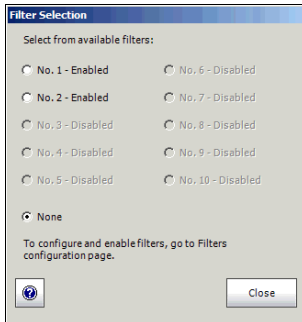 Filter Selection
Select from available filters:
No. 1 - Enabled
No. 2 - Enabled
No. 3 - Disabled
No. 4 - Disabled
No. 5 - Disabled
No. 6 - Disabled
No. 7 - Disabled
No. 8 - Disabled
No. 9 - Disabled
No. 10 - Disabled
None
To configure and enable filters, go to Filters
configuration page.
?
Close